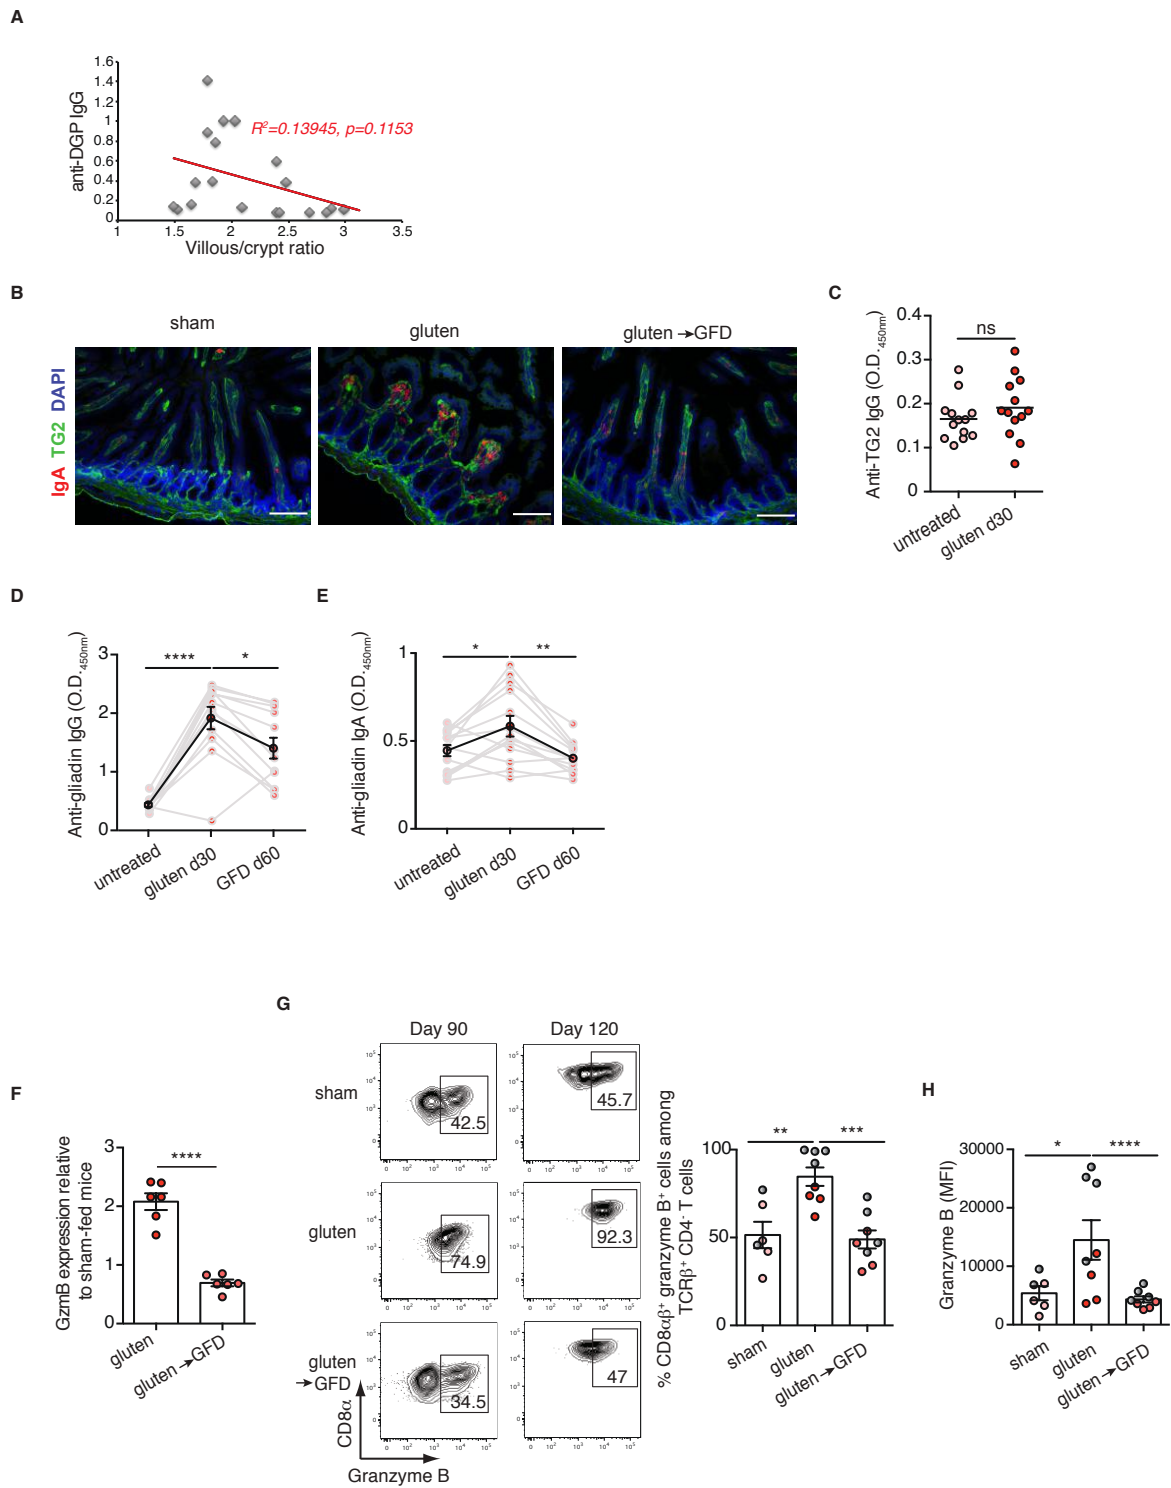 A
anti-DGP IgG
1.6
1.4
1.2
1
0.8
0.6
0.4
0.2
0
1
1.5
2
2.5
3
3.5
R2=0.13945, p=0.1153
Villous/crypt ratio
B
sham
gluten
gluten →GFD
IgA TG2 DAPI
C
Anti-TG2 IgG (O.D.450nm)
0.4
0.3
0.2
0.1
0
ns
untreated
gluten d30
D
Anti-gliadin IgG (O.D.450nm)
3
2
1
0
****
*
untreated
gluten d30
GFD d60
E
Anti-gliadin IgA (O.D.450nm)
1
0.5
0
*
**
untreated
gluten d30
GFD d60
F
GzmB expression relative
to sham-fed mice
3
2
1
0
****
gluten
gluten →GFD
G
Day 90
Day 120
sham
42.5
45.7
gluten
74.9
92.3
gluten
→GFD
34.5
47
CD8α
Granzyme B
% CD8αβ+ granzyme B+ cells among
TCRβ+ CD4- T cells
100
50
0
**
***
sham
gluten
gluten →GFD
H
Granzyme B (MFI)
30000
20000
10000
0
*
****
sham
gluten
gluten →GFD